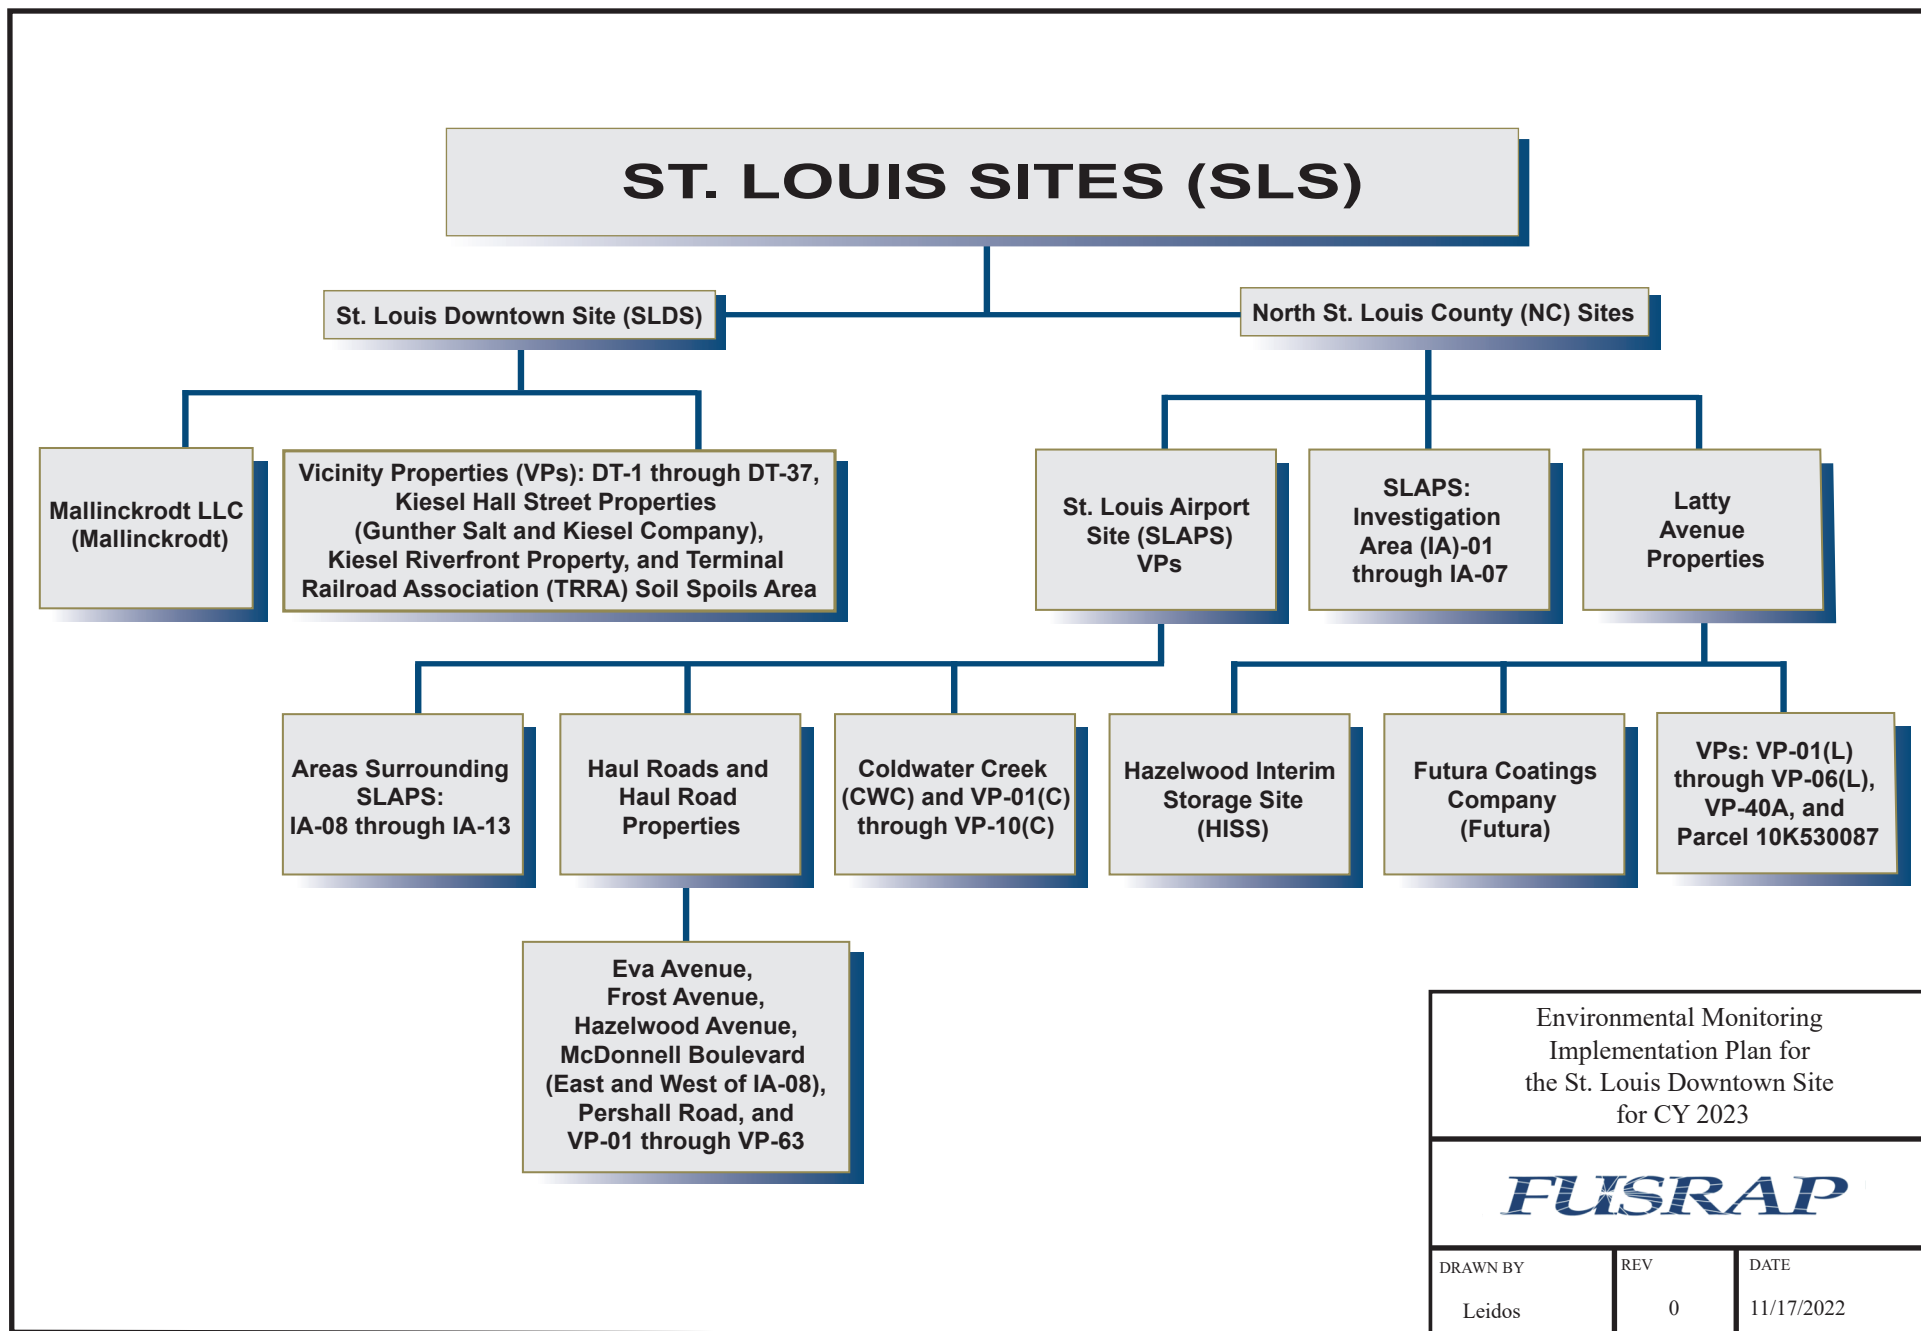 ST. LOUIS SITES (SLS)
St. Louis Downtown Site (SLDS)
North St. Louis County (NC) Sites
Mallinckrodt LLC
(Mallinckrodt)
Vicinity Properties (VPs): DT-1 through DT-37,
Kiesel Hall Street Properties
(Gunther Salt and Kiesel Company),
Kiesel Riverfront Property, and Terminal
Railroad Association (TRRA) Soil Spoils Area
St. Louis Airport
Site (SLAPS)
VPs
SLAPS:
Investigation
Area (IA)-01
through IA-07
Latty
Avenue
Properties
Areas Surrounding
SLAPS:
IA-08 through IA-13
Haul Roads and
Haul Road
Properties
Coldwater Creek
(CWC) and VP-01(C)
through VP-10(C)
Hazelwood Interim
Storage Site
(HISS)
Futura Coatings
Company
(Futura)
VPs: VP-01(L)
through VP-06(L),
VP-40A, and
Parcel 10K530087
Eva Avenue,
Frost Avenue,
Hazelwood Avenue,
McDonnell Boulevard
(East and West of IA-08),
Pershall Road, and
VP-01 through VP-63
Environmental Monitoring
Implementation Plan for
the St. Louis Downtown Site
for CY 2023
FUSRAP
DRAWN BY
Leidos
REV
0
DATE
11/17/2022